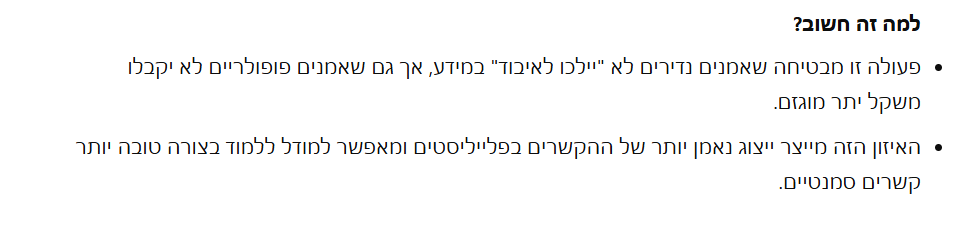 למה זה חשוב?
• פעולה זו מבטיחה שאמנים נדירים לא "יילכו לאיבוד" במידע, אך גם שאמנים פופולריים לא יקבלו
משקל יתר מוגזם.
• האיזון הזה מייצר ייצוג נאמן יותר של ההקשרים בפלייליסטים ומאפשר למודל ללמוד בצורה טובה יותר
קשרים סמנטיים.